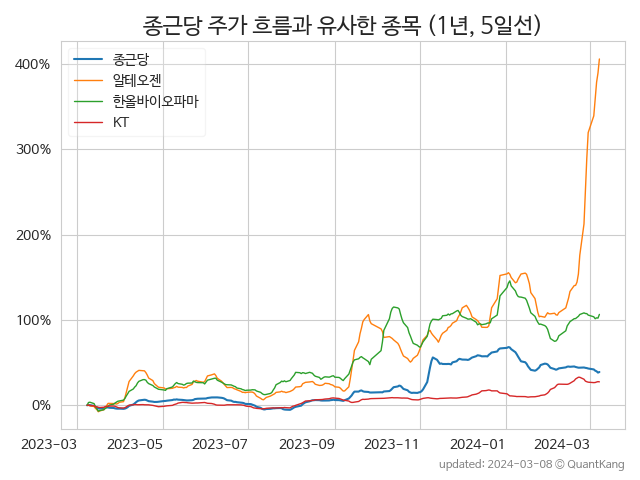 종근당 주가 흐름과 유사한 종목 (1년, 5일선)
종근당
알테오젠
한올바이오파마
KT
400%
300%
200%
100%
0%
2023-03 2023-05 2023-07 2023-09 2023-11 2024-01 2024-03
updated: 2024-03-08 @ QuantKang